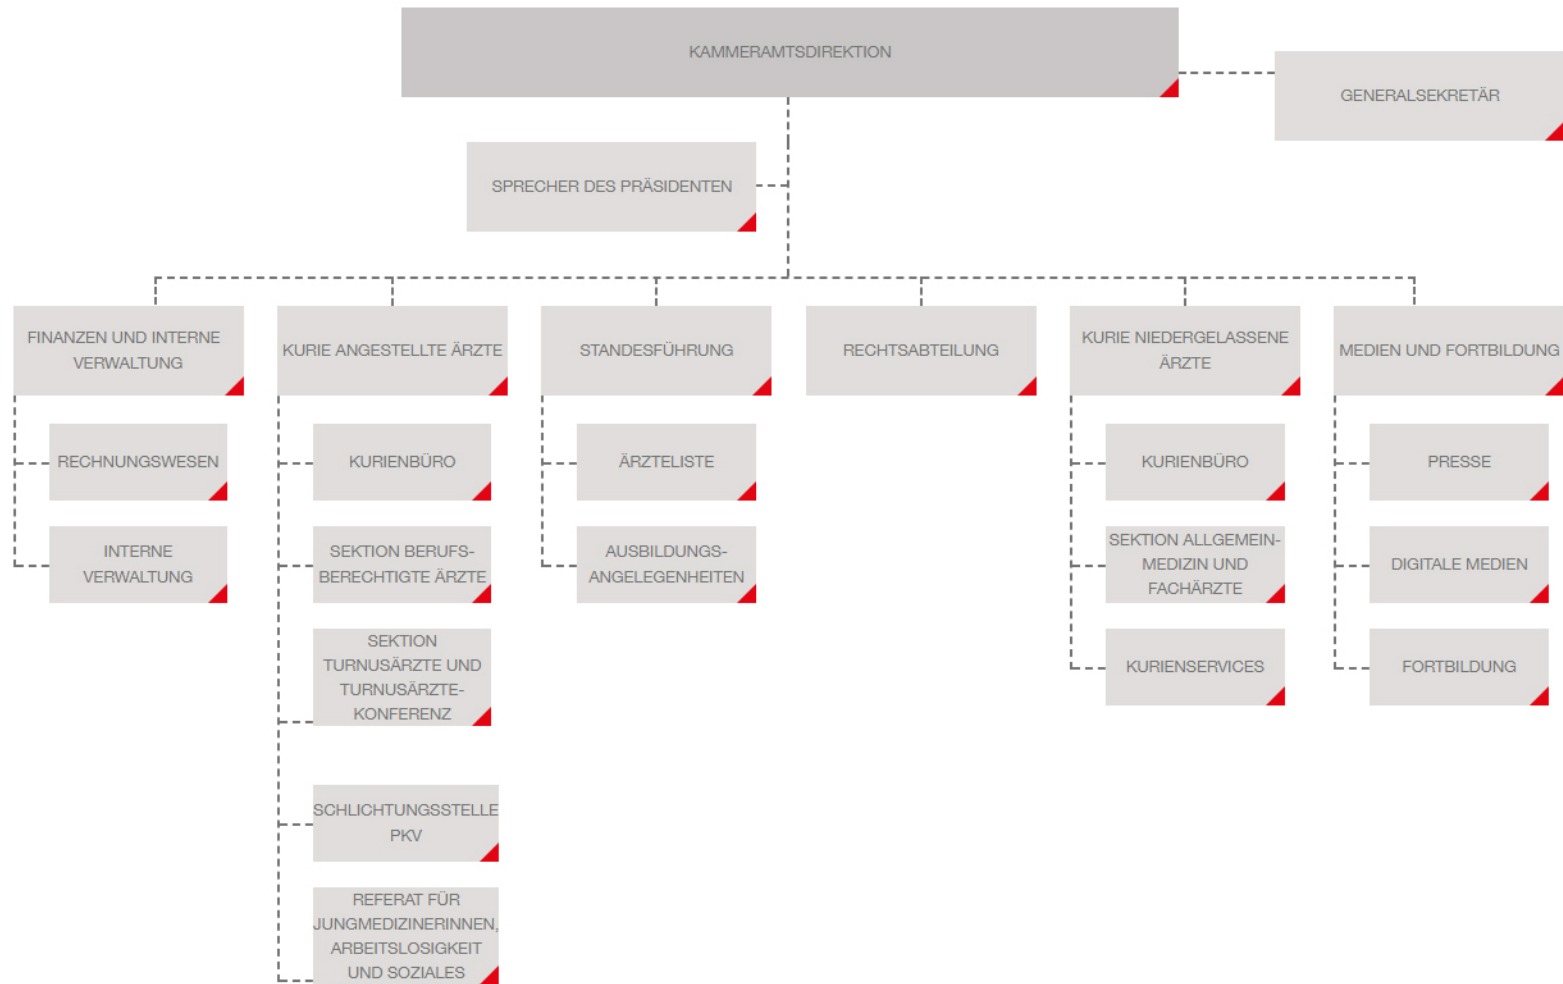 KAMMERAMTSDIREKTION
GENERALSEKRETÄR
SPRECHER DES PRÄSIDENTEN
FINANZEN UND INTERNE
VERWALTUNG
RECHNUNGSWESEN
INTERNE
VERWALTUNG
KURIE ANGESTELLTE ÄRZTE
KURIENBÜRO
SEKTION BERUFS-
BERECHTIGTE ÄRZTE
SEKTION
TURNUSÄRZTE UND
TURNUSÄRZTE-
KONFERENZ
SCHLICHTUNGSSTELLE
PKV
REFERAT FÜR
JUNGMEDIZINERINNEN,
ARBEITSLOSIGKEIT
UND SOZIALES
STANDESFÜHRUNG
ÄRZTELISTE
AUSBILDUNGS-
ANGELEGENHEITEN
RECHTSABTEILUNG
KURIE NIEDERGELASSENE
ÄRZTE
KURIENBÜRO
SEKTION ALLGEMEIN-
MEDIZIN UND
FACHÄRZTE
KURIENSERVICES
MEDIEN UND FORTBILDUNG
PRESSE
DIGITALE MEDIEN
FORTBILDUNG